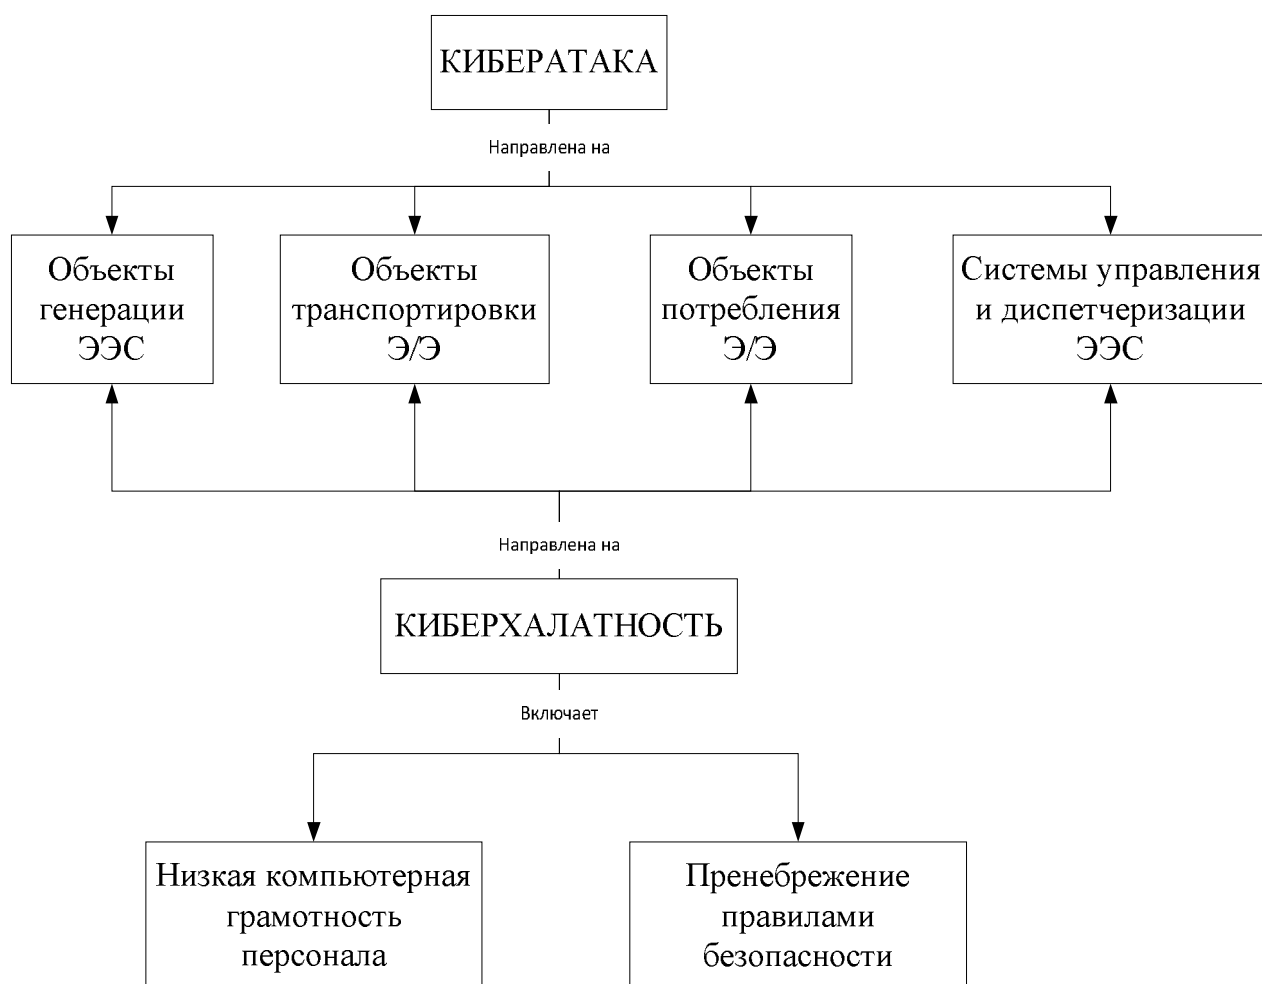 КИБЕРАТАКА
Направлена на
Объекты
генерации
ЭЭС
Объекты
транспортировки
Э/Э
Объекты
потребления
Э/Э
Системы управления
и диспетчеризации
ЭЭС
Направлена на
КИБЕРХАЛАТНОСТЬ
Включает
Низкая компьютерная
грамотность
персонала
Пренебрежение
правилами
безопасности